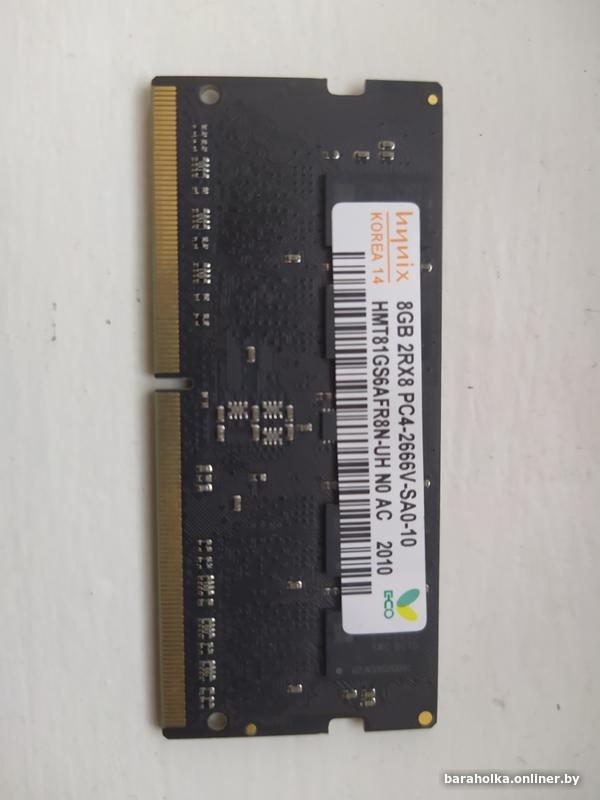 hynix
KOREA 14
8GB 2RX8 PC4-2666V-SA0-10
HMT81GS6AFR8N-UH N0 AC 2010
ECO
baraholka.onliner.by